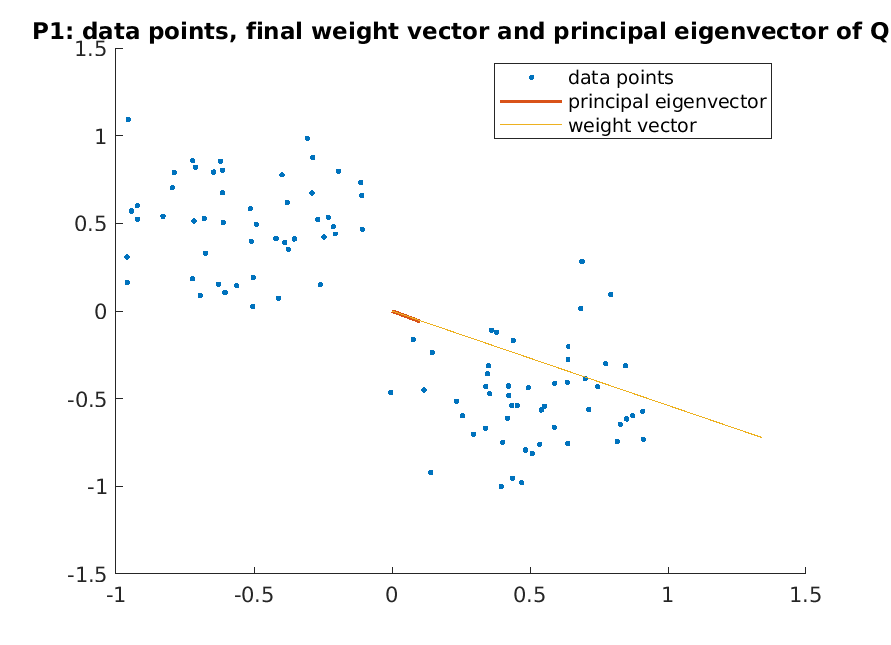 P1: data points, final weight vector and principal eigenvector of Q
1.5
data points
principal eigenvector
weight vector
1
0.5
0
-0.5
-1
-1.5
-1 -0.5 0 0.5 1 1.5